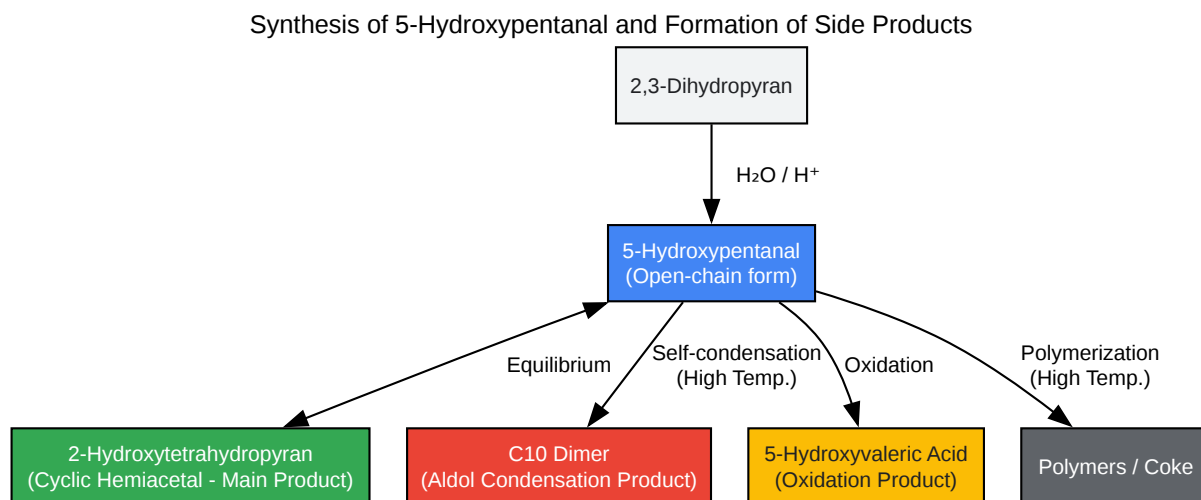 Synthesis of 5-Hydroxypentanal and Formation of Side Products
2,3-Dihydropyran
H₂O / H⁺
5-Hydroxypentanal
(Open-chain form)
Equilibrium
Self-condensation
(High Temp.)
Oxidation
Polymerization
(High Temp.)
2-Hydroxytetrahydropyran
(Cyclic Hemiacetal - Main Product)
C10 Dimer
(Aldol Condensation Product)
5-Hydroxyvaleric Acid
(Oxidation Product)
Polymers / Coke